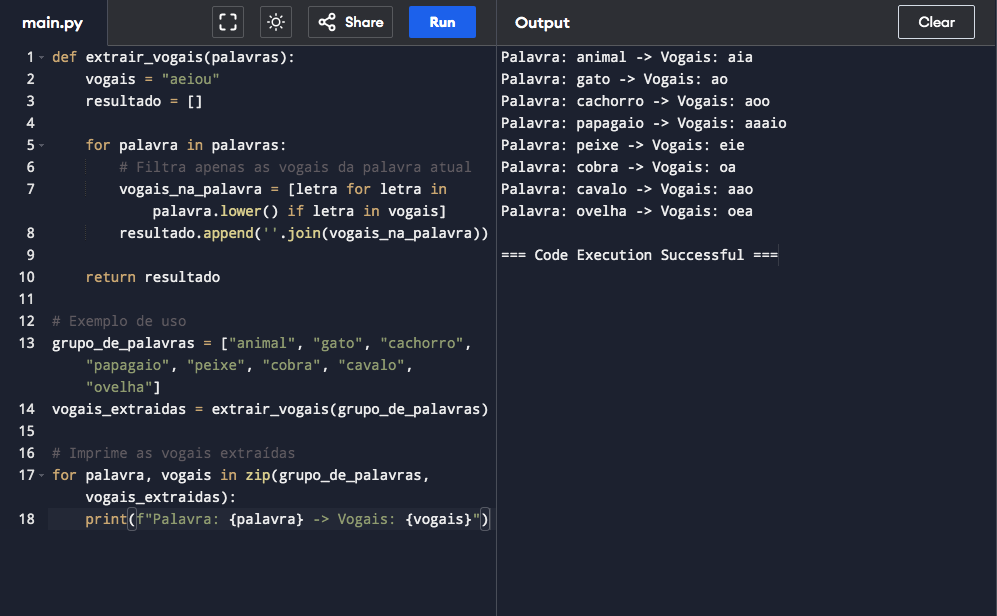 main.py
Share
Run
Output
Clear
1 def extrair_vogais(palavras):
2     vogais = "aeiou"
3     resultado = []
4
5     for palavra in palavras:
6         # Filtra apenas as vogais da palavra atual
7         vogais_na_palavra = [letra for letra in
            palavra.lower() if letra in vogais]
8         resultado.append(''.join(vogais_na_palavra))
9
10     return resultado
11
12 # Exemplo de uso
13 grupo_de_palavras = ["animal", "gato", "cachorro",
    "papagaio", "peixe", "cobra", "cavalo",
    "ovelha"]
14 vogais_extraidas = extrair_vogais(grupo_de_palavras)
15
16 # Imprime as vogais extraídas
17 for palavra, vogais in zip(grupo_de_palavras,
    vogais_extraidas):
18     print(f"Palavra: {palavra} -> Vogais: {vogais}")
Palavra: animal -> Vogais: aia
Palavra: gato -> Vogais: ao
Palavra: cachorro -> Vogais: aoo
Palavra: papagaio -> Vogais: aaaio
Palavra: peixe -> Vogais: eie
Palavra: cobra -> Vogais: oa
Palavra: cavalo -> Vogais: aao
Palavra: ovelha -> Vogais: oea
=== Code Execution Successful ===